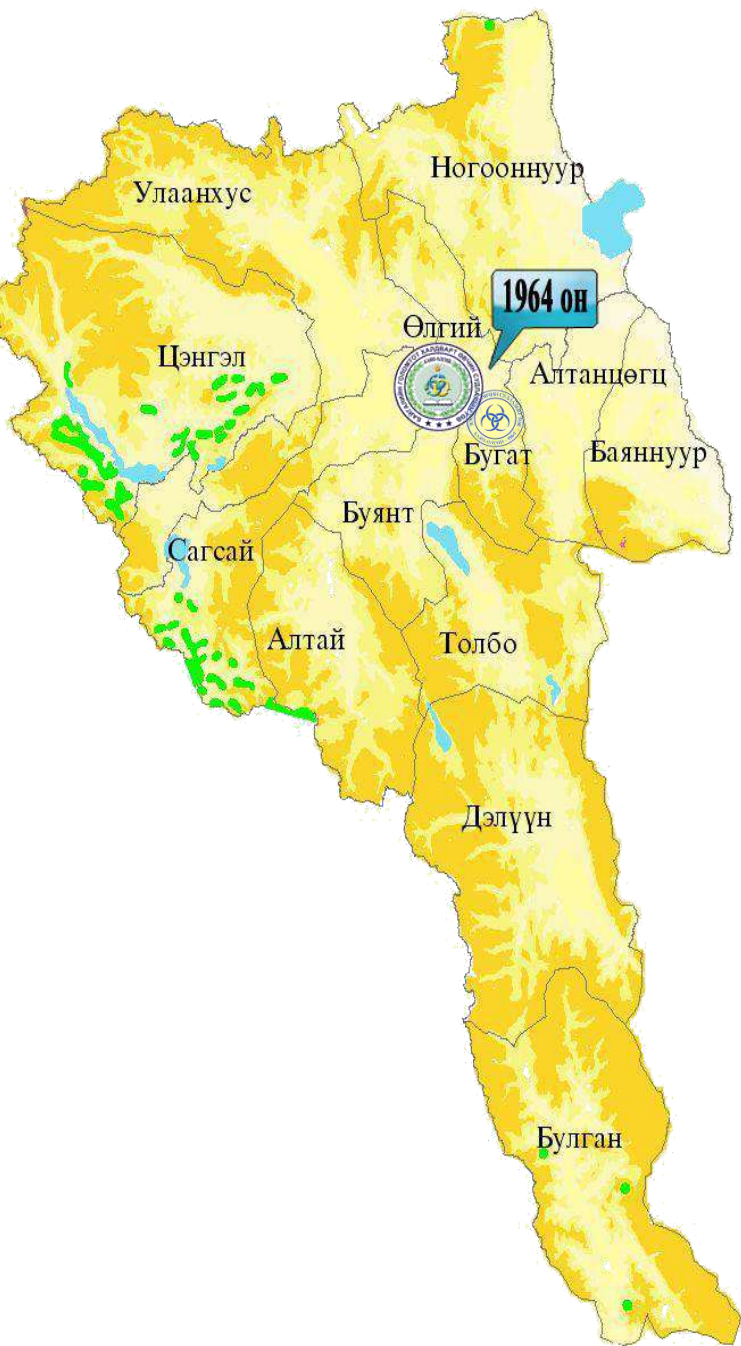 Ногооннуур
Улаанхус
1964 он
Өлгий
Цэнгэл
Алтанцөгц
Бугат
Баяннуур
Буянт
Сагсай
Алтай
Толбо
Дэлүүн
Булган